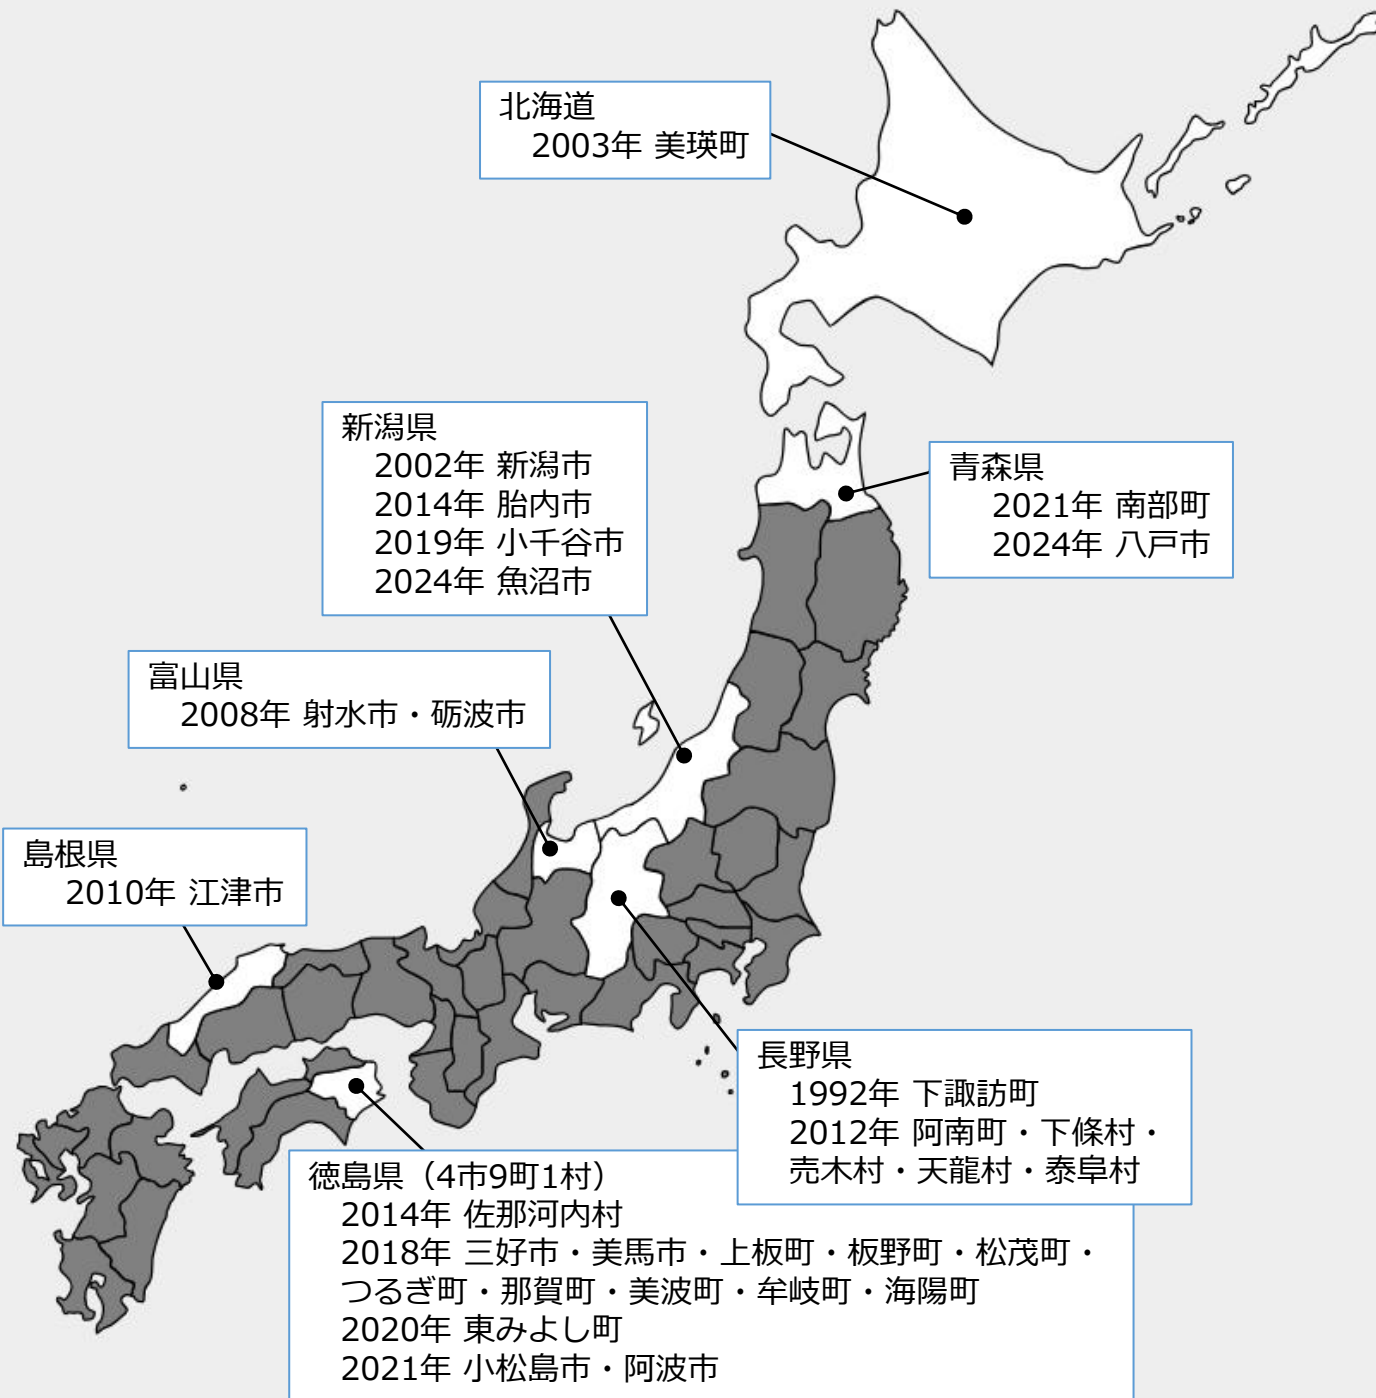 北海道
2003年 美瑛町
新潟県
2002年 新潟市
2014年 胎内市
2019年 小千谷市
2024年 魚沼市
青森県
2021年 南部町
2024年 八戸市
富山県
2008年 射水市・砺波市
島根県
2010年 江津市
長野県
1992年 下諏訪町
2012年 阿南町・下條村・
売木村・天龍村・泰阜村
徳島県（4市9町1村）
2014年 佐那河内村
2018年 三好市・美馬市・上板町・板野町・松茂町・
つるぎ町・那賀町・美波町・牟岐町・海陽町
2020年 東みよし町
2021年 小松島市・阿波市